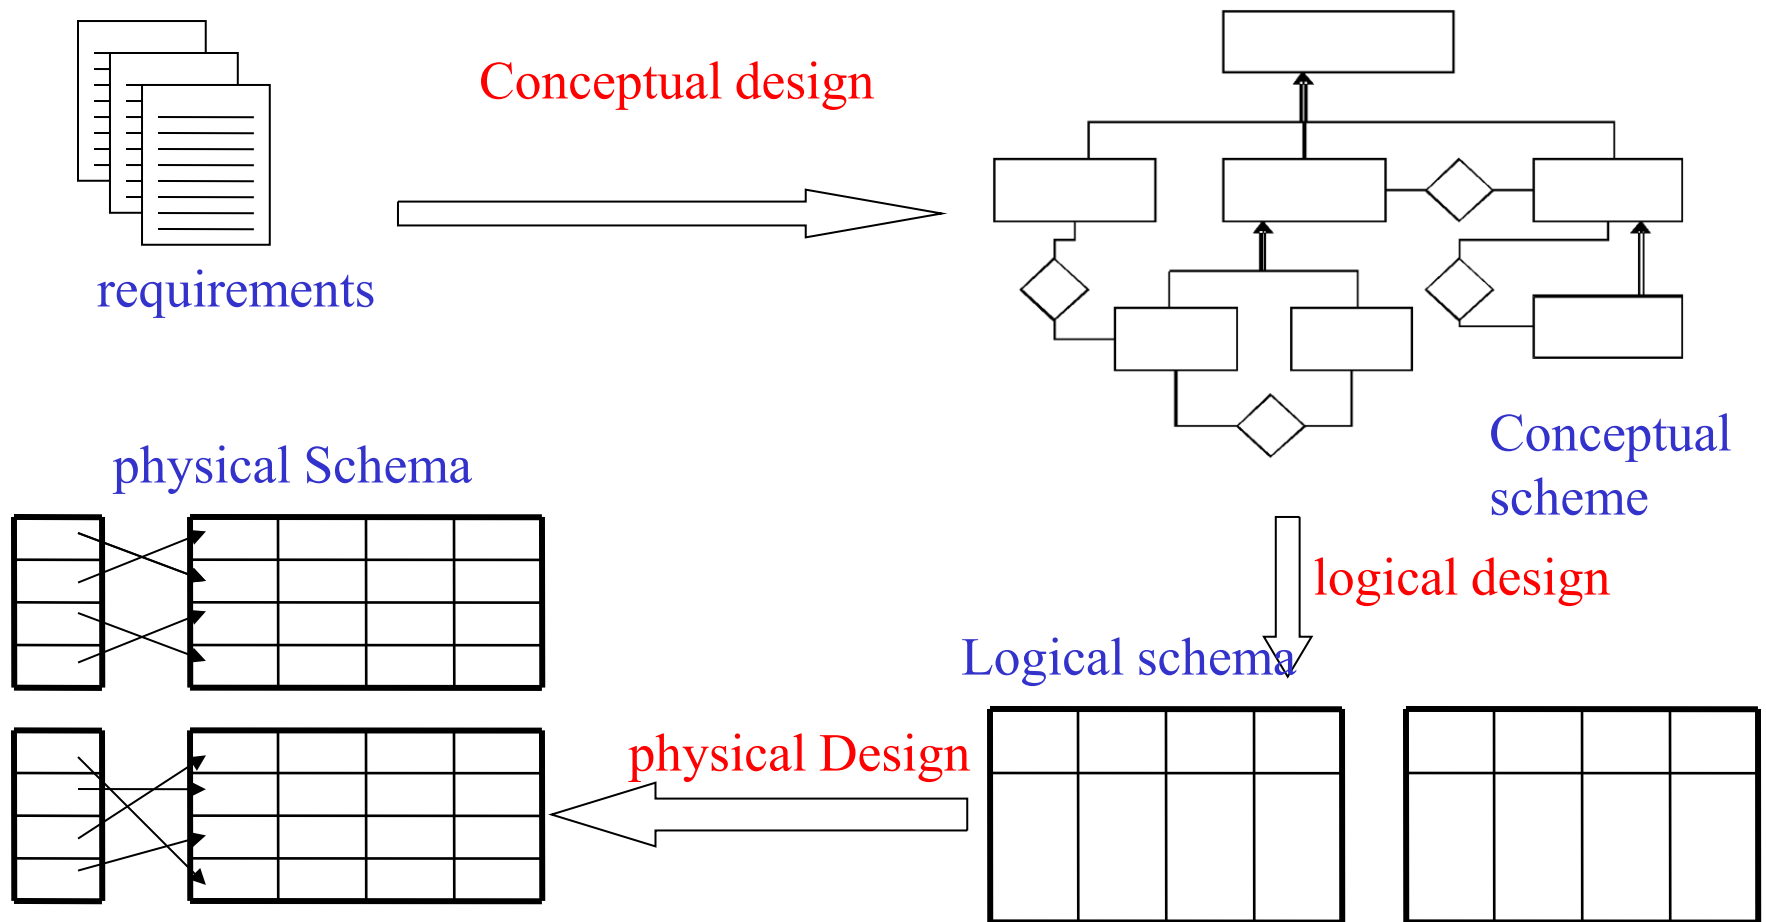 Conceptual design
requirements
Conceptual
scheme
physical Schema
logical design
Logical schema
physical Design